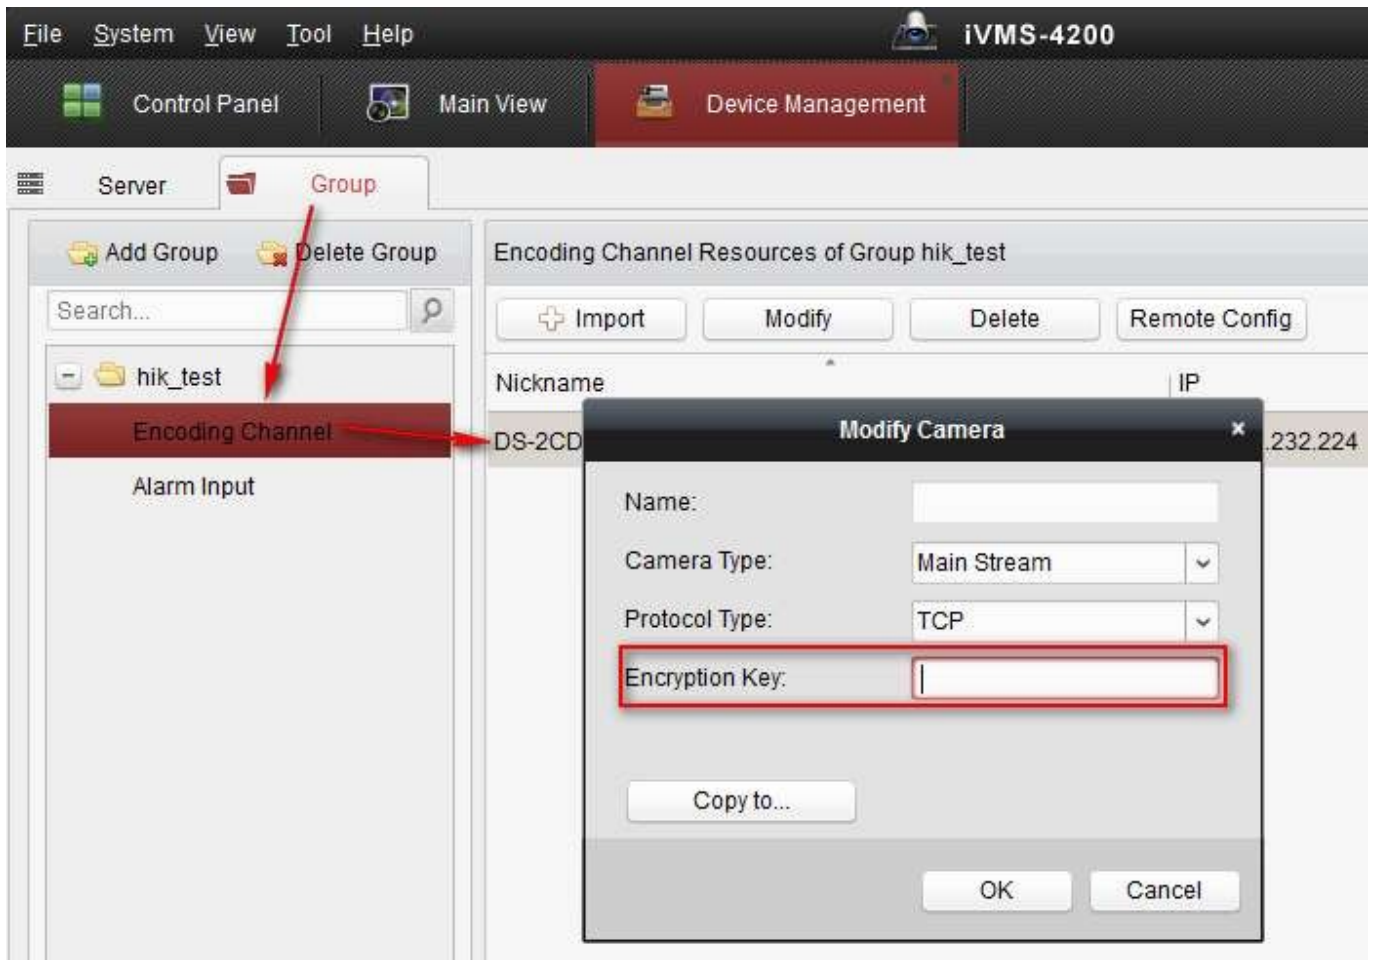 File System View Tool Help iVMS-4200
Control Panel Main View Device Management
Server Group
Add Group Delete Group
Search...
hik_test
Encoding Channel
Alarm Input
Encoding Channel Resources of Group hik_test
Import Modify Delete Remote Config
Nickname IP
DS-2CD .232.224
Modify Camera ×
Name:
Camera Type: Main Stream
Protocol Type: TCP
Encryption Key:
Copy to...
OK Cancel